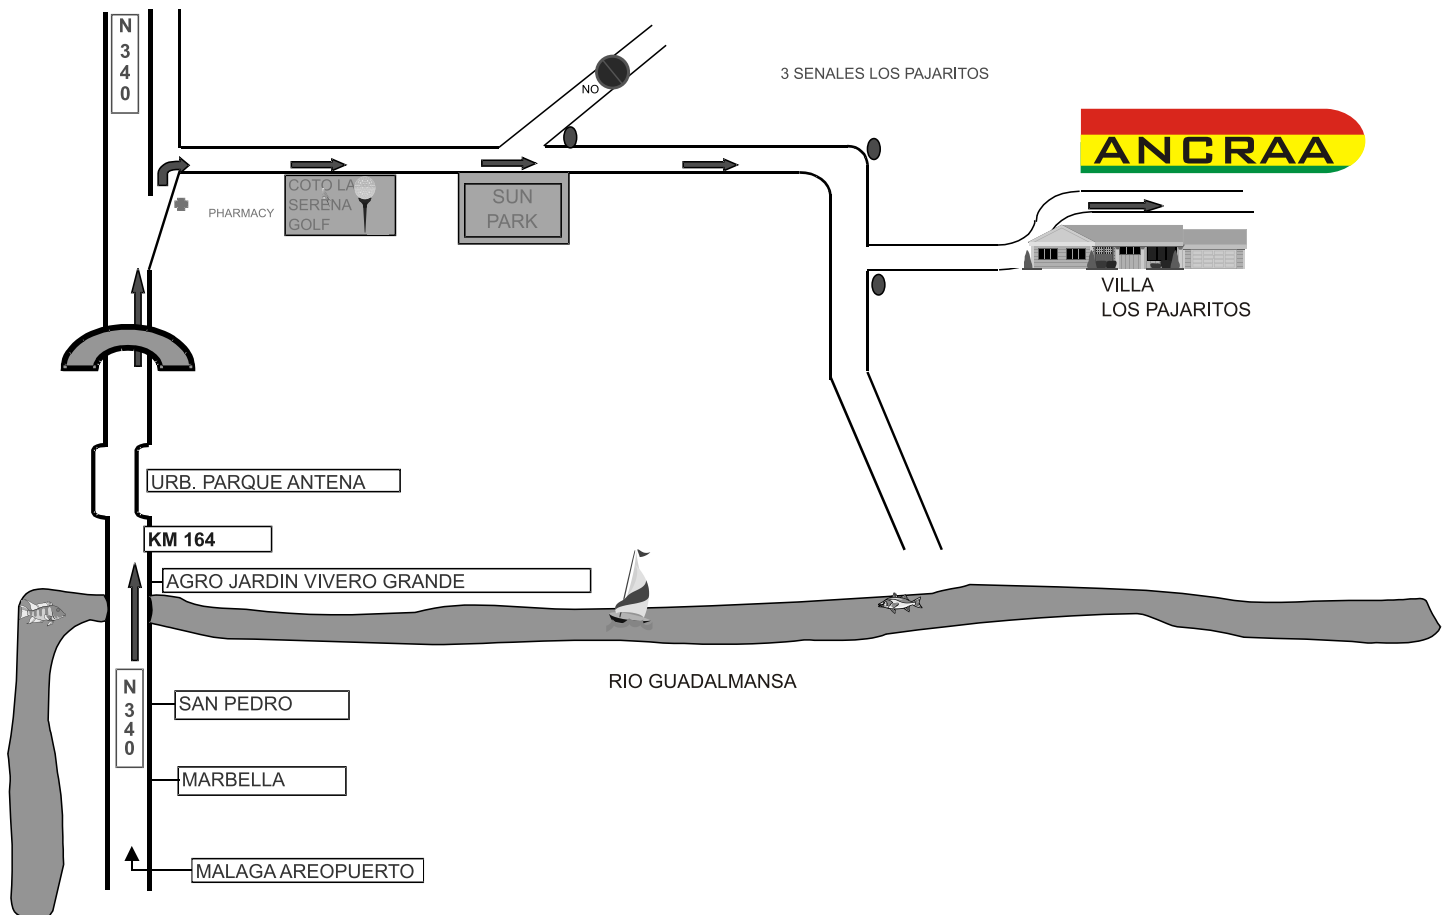 N
3
4
0
NO
3 SENALES LOS PAJARITOS
ANCRAA
COTO LA
SERENA
GOLF
PHARMACY
SUN
PARK
VILLA
LOS PAJARITOS
URB. PARQUE ANTENA
KM 164
AGRO JARDIN VIVERO GRANDE
RIO GUADALMANSA
N
3
4
0
SAN PEDRO
MARBELLA
MALAGA AREOPUERTO